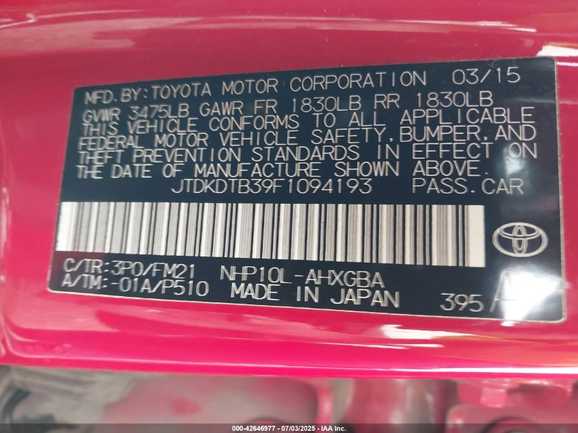 MFD. BY: TOYOTA MOTOR CORPORATION 03/15
GVWR 3475LB GAWR FR 1830LB RR 1830LB
THIS VEHICLE CONFORMS TO ALL APPLICABLE
FEDERAL MOTOR VEHICLE SAFETY, BUMPER, AND
THEFT PREVENTION STANDARDS IN EFFECT ON
THE DATE OF MANUFACTURE SHOWN ABOVE.
JTDKDTB39F1094193 PASS. CAR
C/TR: 3P0/FM21 NHP10L-AHXGBA
A/TM: -01A/P510 MADE IN JAPAN 395
TOYOTA
000-42646977 - 07/03/2025 - IAA Inc.